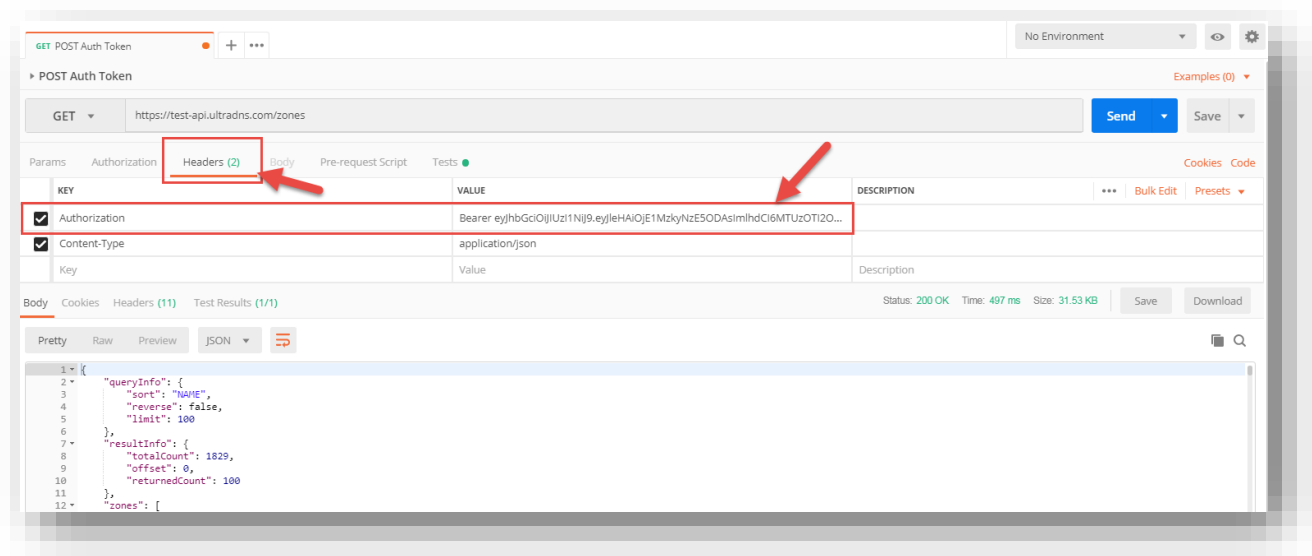 GET POST Auth Token + ••• No Environment
POST Auth Token Examples (0)
GET https://test-api.ultradns.com/zones Send Save
Params Authorization Headers (2) Body Pre-request Script Tests Cookies Code
KEY VALUE DESCRIPTION ••• Bulk Edit Presets
Authorization Bearer eyJhbGciOiJIUzI1NiJ9.eyJleHAiOjE1MzkyNzE5ODAsImlhdCI6MTUzOTI2O...
Content-Type application/json
Key Value Description
Body Cookies Headers (11) Test Results (1/1) Status: 200 OK Time: 497 ms Size: 31.53 KB Save Download
Pretty Raw Preview JSON
1 {
2 "queryInfo": {
3 "sort": "NAME",
4 "reverse": false,
5 "limit": 100
6 },
7 "resultInfo": {
8 "totalCount": 1829,
9 "offset": 0,
10 "returnedCount": 100
11 },
12 "zones": [